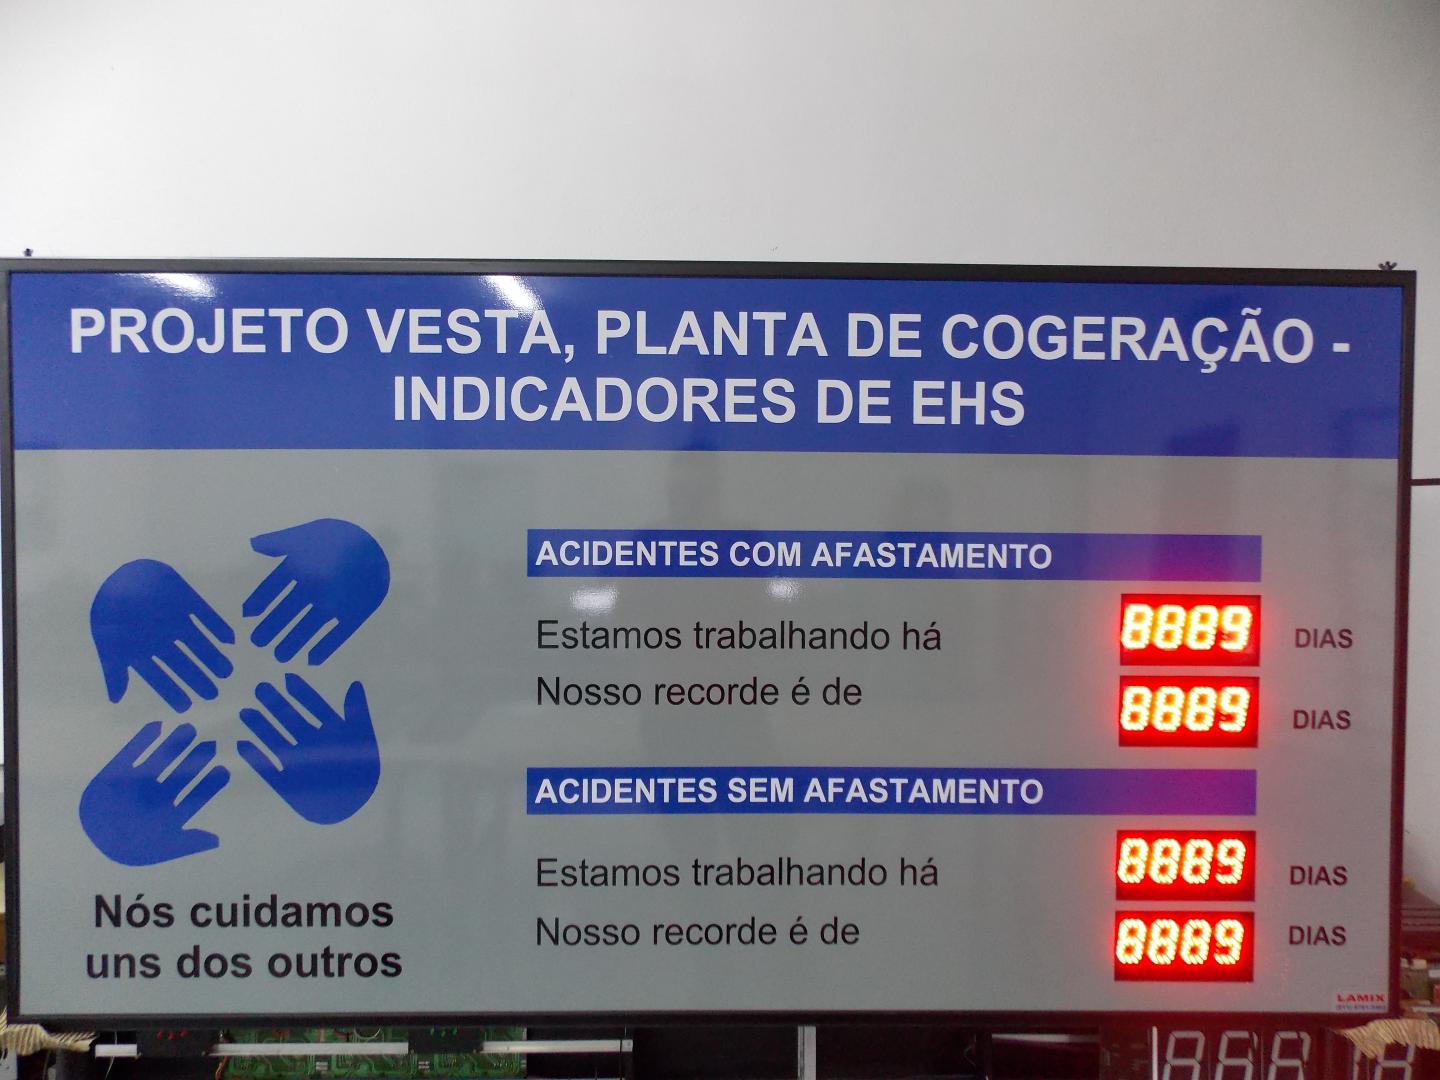 PROJETO VESTA, PLANTA DE COGERAÇÃO -
INDICADORES DE EHS
ACIDENTES COM AFASTAMENTO
Estamos trabalhando há 8889 DIAS
Nosso recorde é de 8889 DIAS
ACIDENTES SEM AFASTAMENTO
Estamos trabalhando há 8889 DIAS
Nosso recorde é de 8889 DIAS
Nós cuidamos
uns dos outros
LAMIX